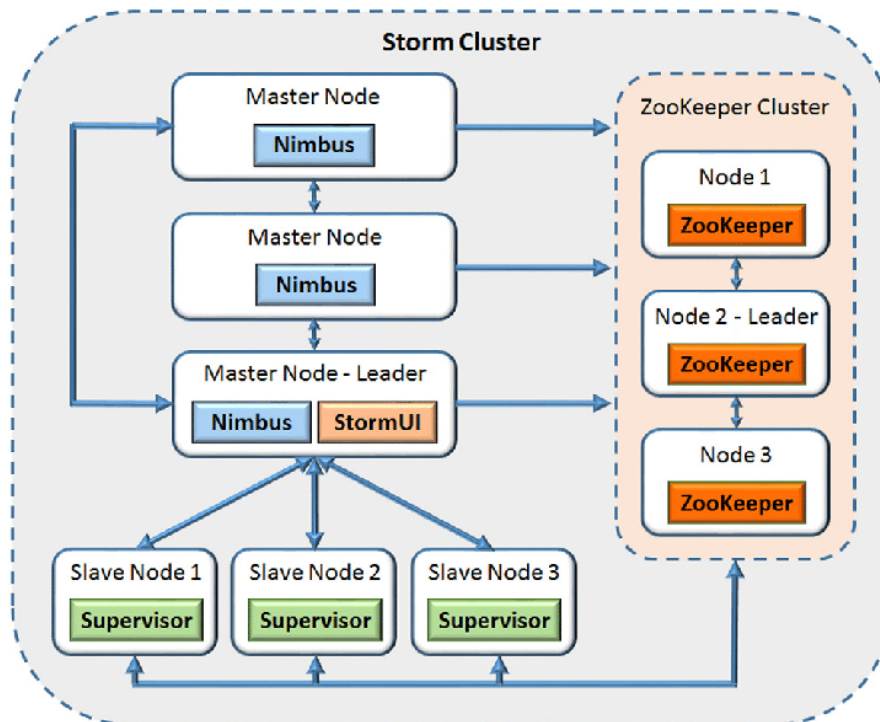 Storm Cluster
Master Node
Nimbus
Master Node
Nimbus
Master Node - Leader
Nimbus
StormUI
ZooKeeper Cluster
Node 1
ZooKeeper
Node 2 - Leader
ZooKeeper
Node 3
ZooKeeper
Slave Node 1
Supervisor
Slave Node 2
Supervisor
Slave Node 3
Supervisor